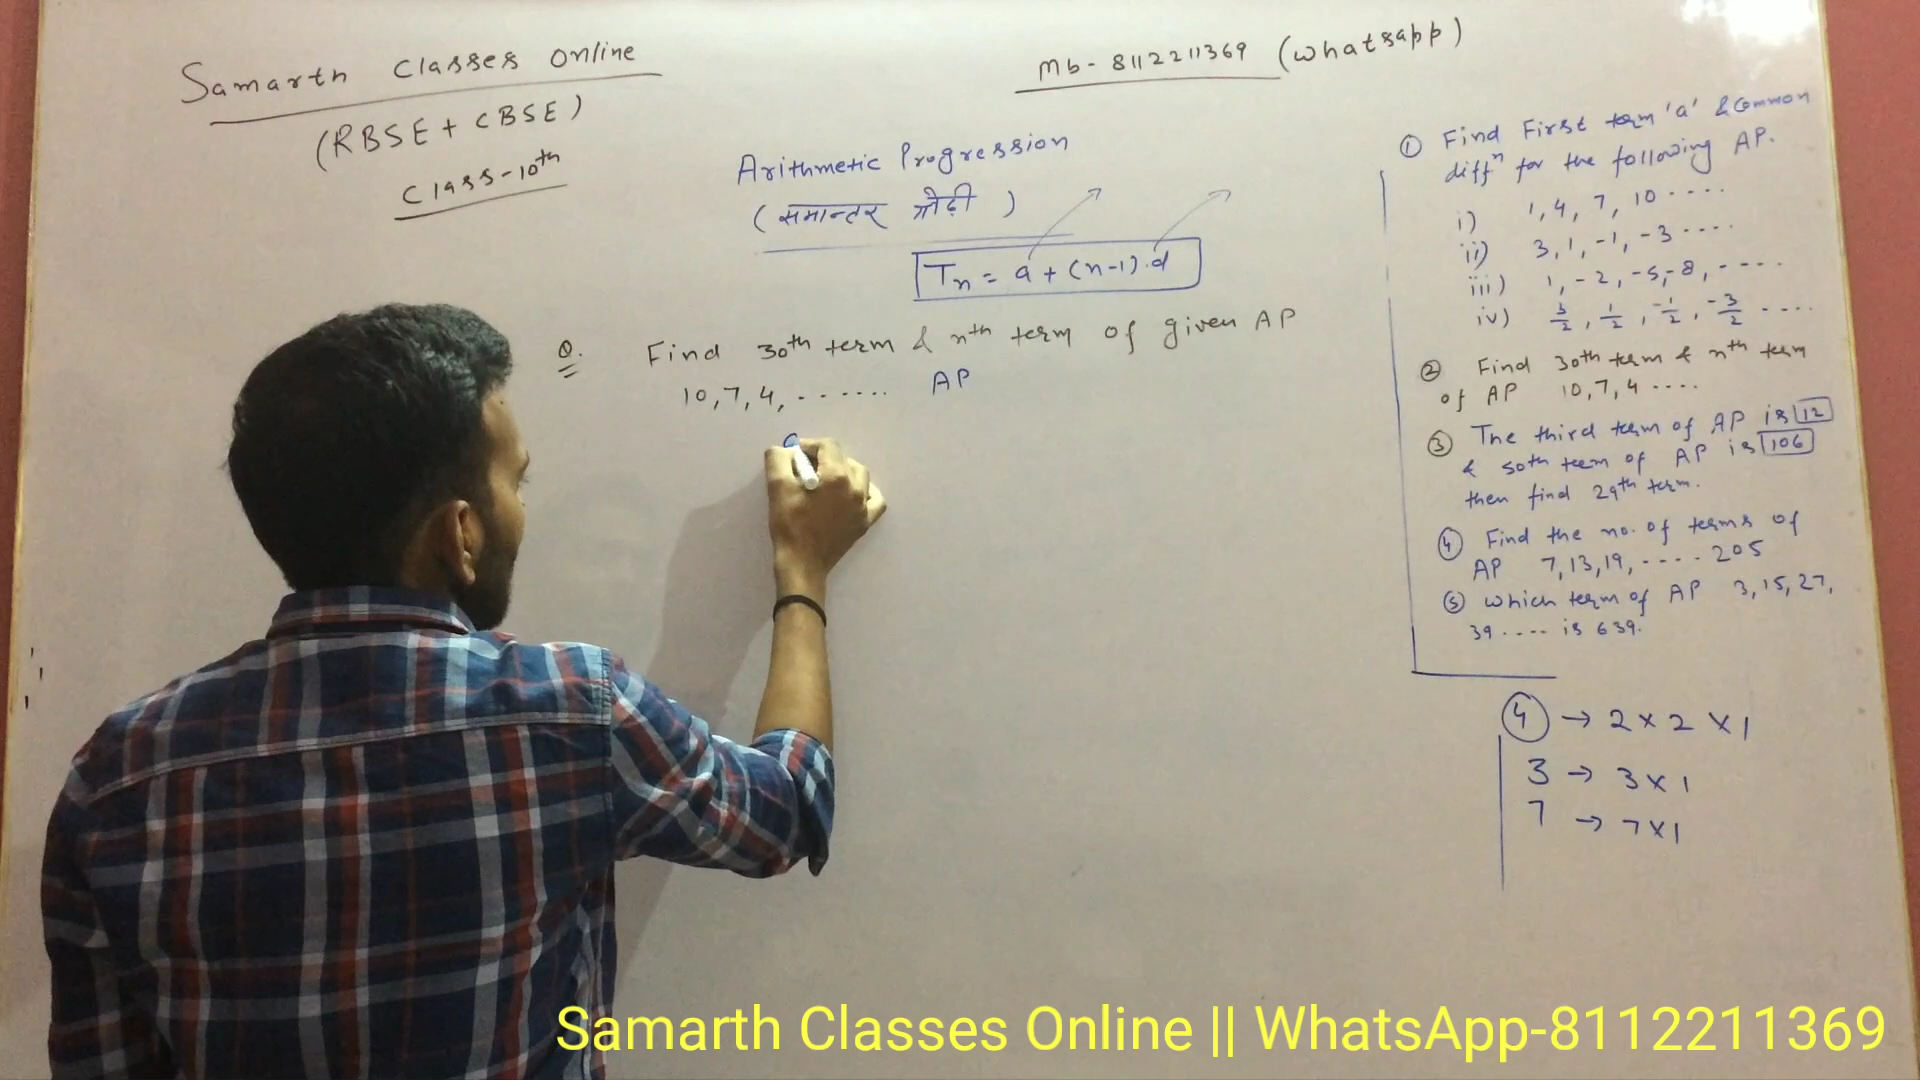 Samarth Classes Online
(RBSE + CBSE)
Class-10th
Mb- 8112211369 (whatsapp)
Arithmetic Progression
(समान्तर श्रेढ़ी)
Tn = a + (n-1).d
Q. Find 30th term & nth term of given AP
10, 7, 4, ....... AP
① Find First term 'a' & Common
diffn for the following AP.
i) 1, 4, 7, 10 ....
ii) 3, 1, -1, -3 ....
iii) 1, -2, -5, -8, ....
iv) 3/2, 1/2, -1/2, -3/2 ....
② Find 30th term & nth term
of AP 10, 7, 4 ....
③ The third term of AP is 12
& 50th term of AP is 106
then find 29th term.
④ Find the no. of terms of
AP 7, 13, 19, ..... 205
⑤ which term of AP 3, 15, 27,
39 .... is 639.
④ → 2 × 2 × 1
3 → 3 × 1
7 → 7 × 1
Samarth Classes Online || WhatsApp-8112211369